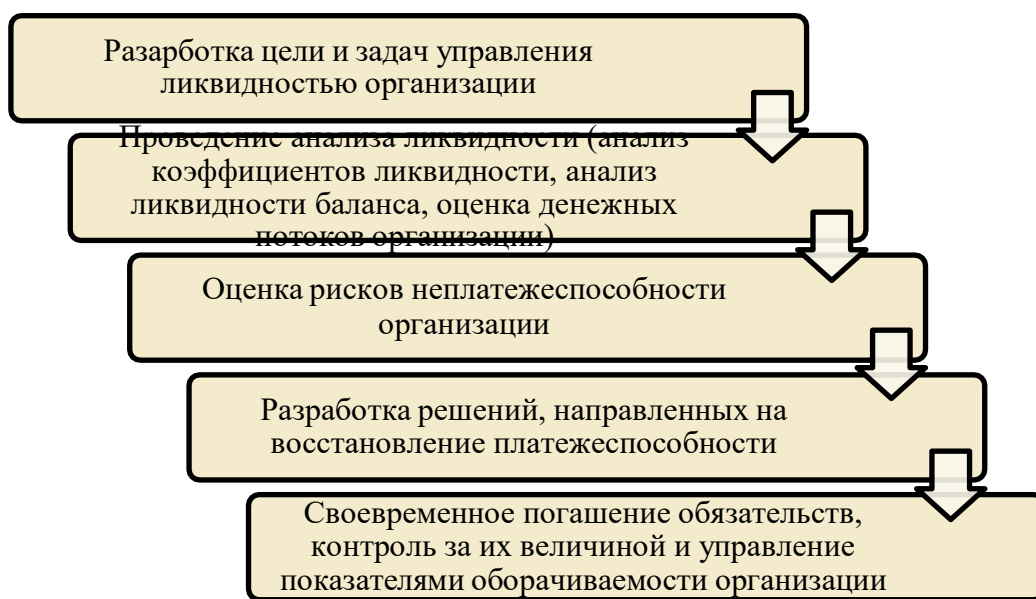 Разарботка цели и задач управления
ликвидностью организации
Проведение анализа ликвидности (анализ
коэффициентов ликвидности, анализ
ликвидности баланса, оценка денежных
потоков организации)
Оценка рисков неплатежеспособности
организации
Разработка решений, направленных на
восстановление платежеспособности
Своевременное погашение обязательств,
контроль за их величиной и управление
показателями оборачиваемости организации